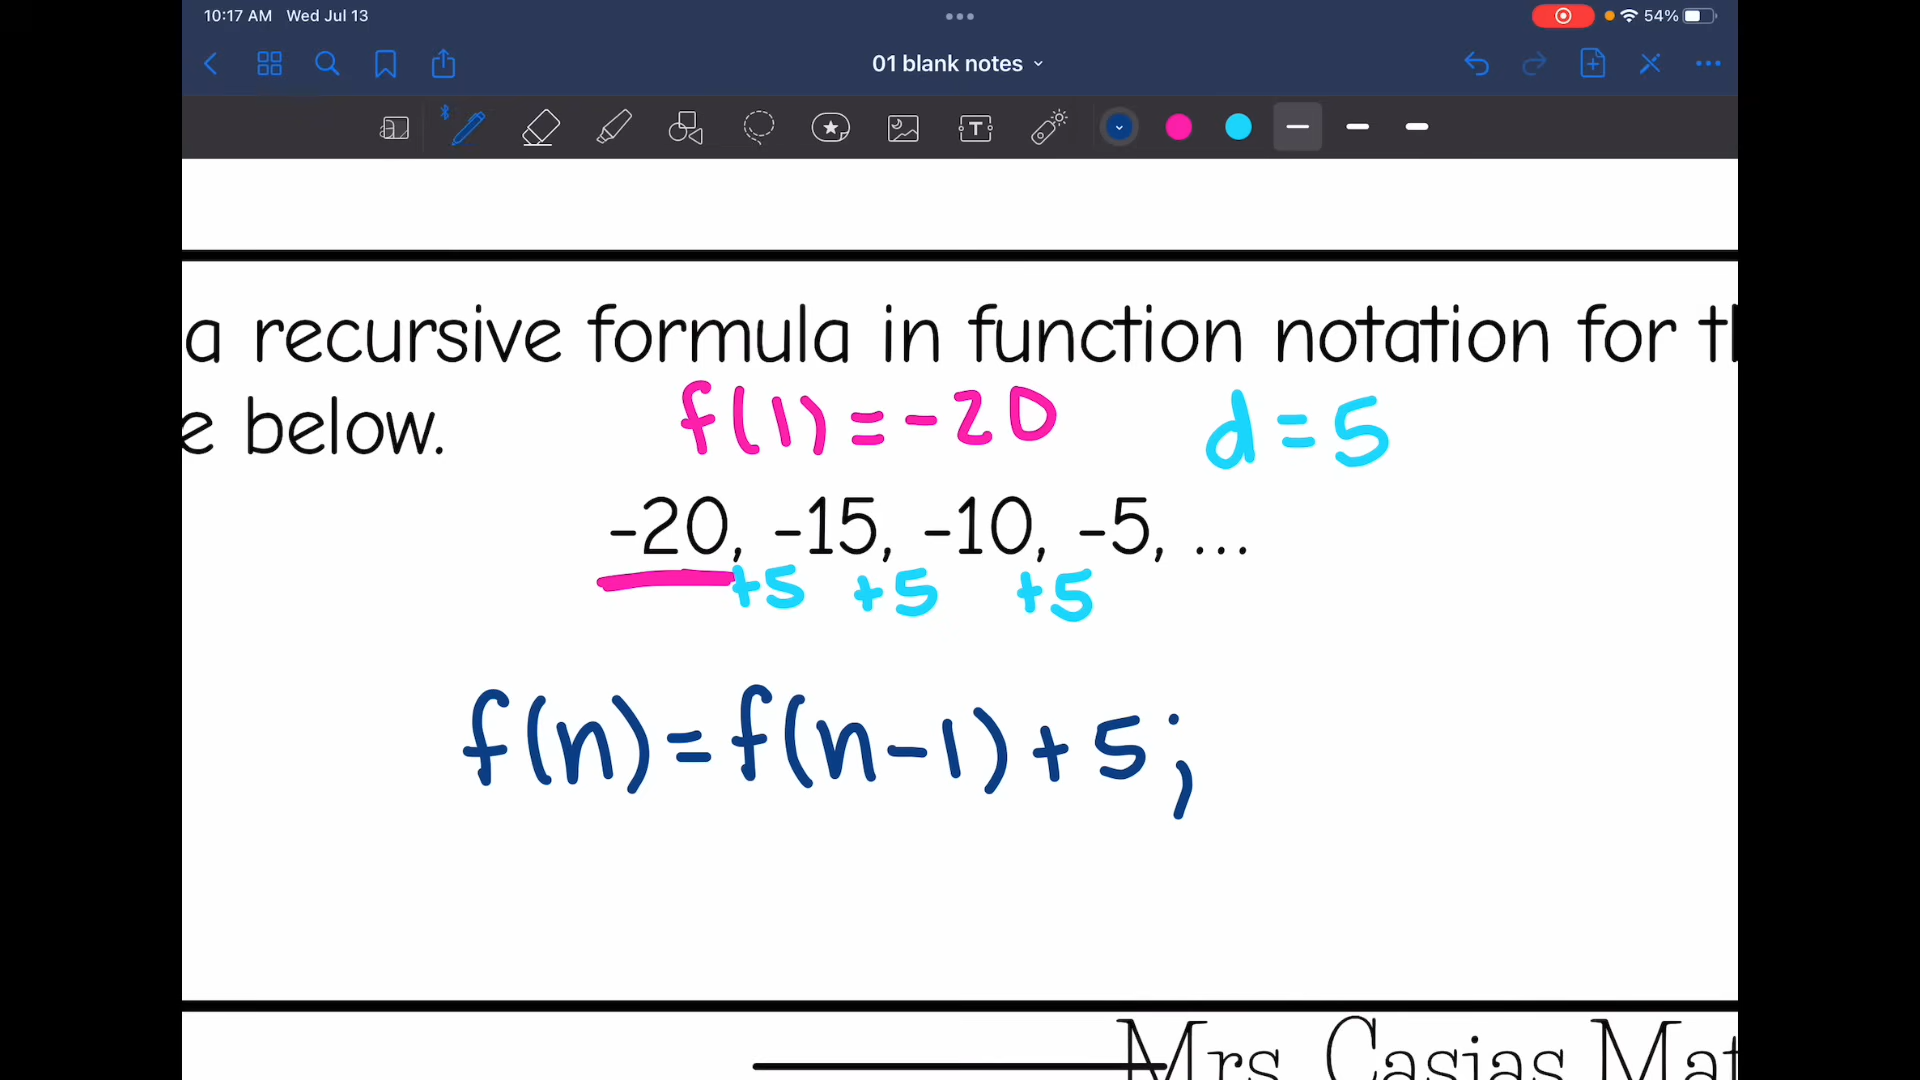 10:17 AM Wed Jul 13
54%
01 blank notes
T
a recursive formula in function notation for t
e below.
f(1) = -20
d = 5
-20, -15, -10, -5, ...
+5 +5 +5
f(n) = f(n-1) + 5;
Mrs. Casias Mat